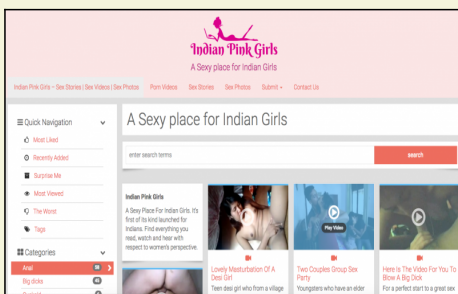 Indian Pink Girls
A Sexy place for Indian Girls
Indian Pink Girls – Sex Stories | Sex Videos | Sex Photos Porn Videos Sex Stories Sex Photos Submit Contact Us
Quick Navigation
Most Liked
Recently Added
Surprise Me
Most Viewed
The Worst
Tags
Categories
Anal
Big dicks
A Sexy place for Indian Girls
enter search terms search
Indian Pink Girls
A Sexy Place For Indian Girls. It's
first of its kind launched for
Indians. Find everything you
read, watch and hear with
respect to women's perspective.
Lovely Masturbation Of A
Desi Girl
Teen desi girl who from a village
Play Video
Two Couples Group Sex
Party
Youngsters who have an elder
Here Is The Video For You To
Blow A Big Dick
For a perfect start to a great sex